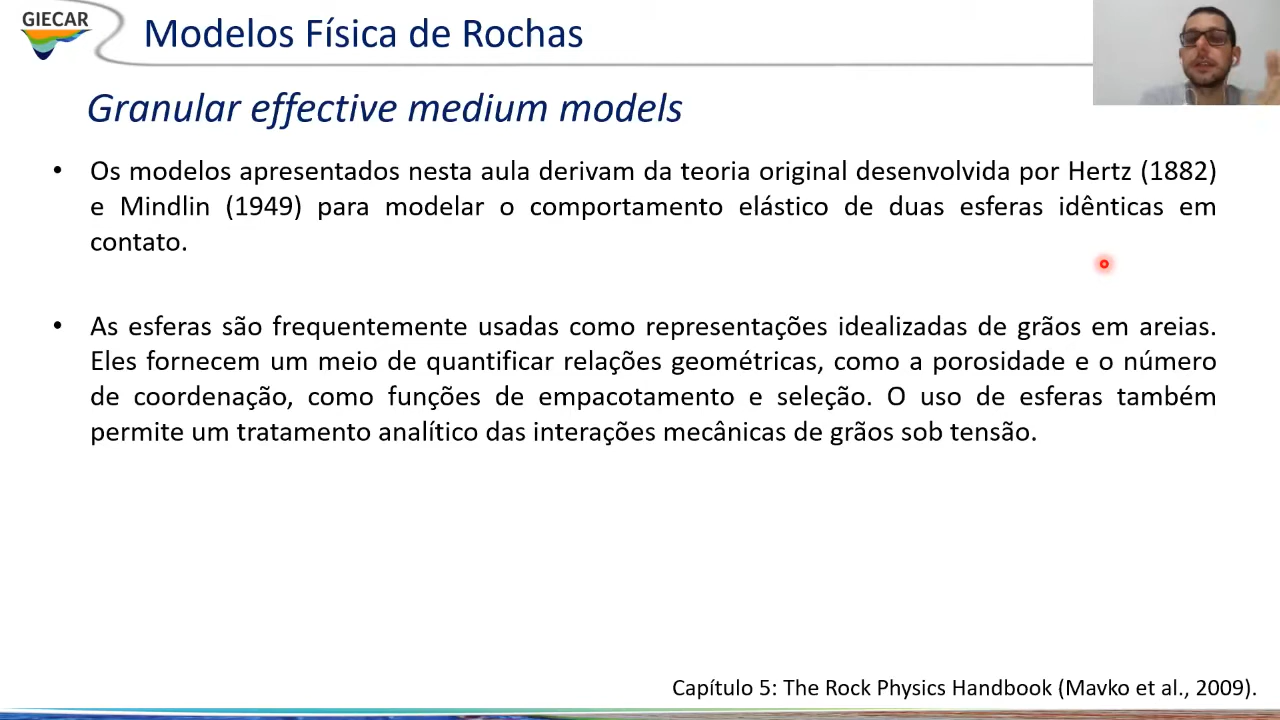 GIECAR
Modelos Física de Rochas
Granular effective medium models
• Os modelos apresentados nesta aula derivam da teoria original desenvolvida por Hertz (1882)
e Mindlin (1949) para modelar o comportamento elástico de duas esferas idênticas em
contato.
• As esferas são frequentemente usadas como representações idealizadas de grãos em areias.
Eles fornecem um meio de quantificar relações geométricas, como a porosidade e o número
de coordenação, como funções de empacotamento e seleção. O uso de esferas também
permite um tratamento analítico das interações mecânicas de grãos sob tensão.
Capítulo 5: The Rock Physics Handbook (Mavko et al., 2009).